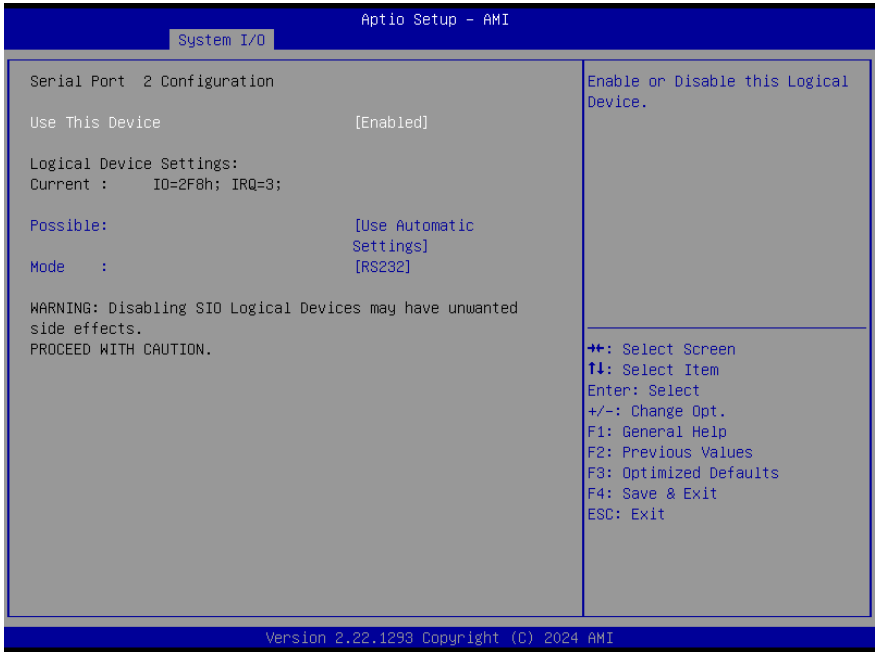 Aptio Setup – AMI
System I/O
Serial Port  2 Configuration
Use This Device [Enabled]
Logical Device Settings:
Current :     IO=2F8h; IRQ=3;
Possible: [Use Automatic
Settings]
Mode    : [RS232]
WARNING: Disabling SIO Logical Devices may have unwanted
side effects.
PROCEED WITH CAUTION.
Enable or Disable this Logical
Device.
→←: Select Screen
↑↓: Select Item
Enter: Select
+/-: Change Opt.
F1: General Help
F2: Previous Values
F3: Optimized Defaults
F4: Save & Exit
ESC: Exit
Version 2.22.1293 Copyright (C) 2024 AMI